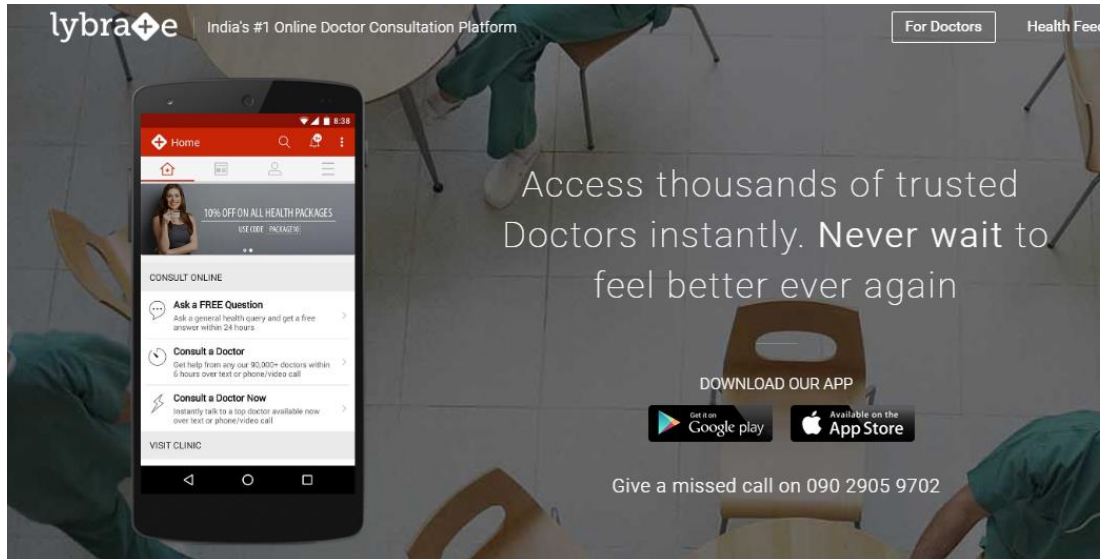 lybrate
India's #1 Online Doctor Consultation Platform
For Doctors
Health Feed
8:38
Home
10% OFF ON ALL HEALTH PACKAGES
USE CODE PACKAGE10
CONSULT ONLINE
Ask a FREE Question
Ask a general health query and get a free
answer within 24 hours
Consult a Doctor
Get help from any our 90,000+ doctors within
6 hours over text or phone/video call
Consult a Doctor Now
Instantly talk to a top doctor available now
over text or phone/video call
VISIT CLINIC
Access thousands of trusted
Doctors instantly. Never wait to
feel better ever again
DOWNLOAD OUR APP
Get it on
Google play
Available on the
App Store
Give a missed call on 090 2905 9702